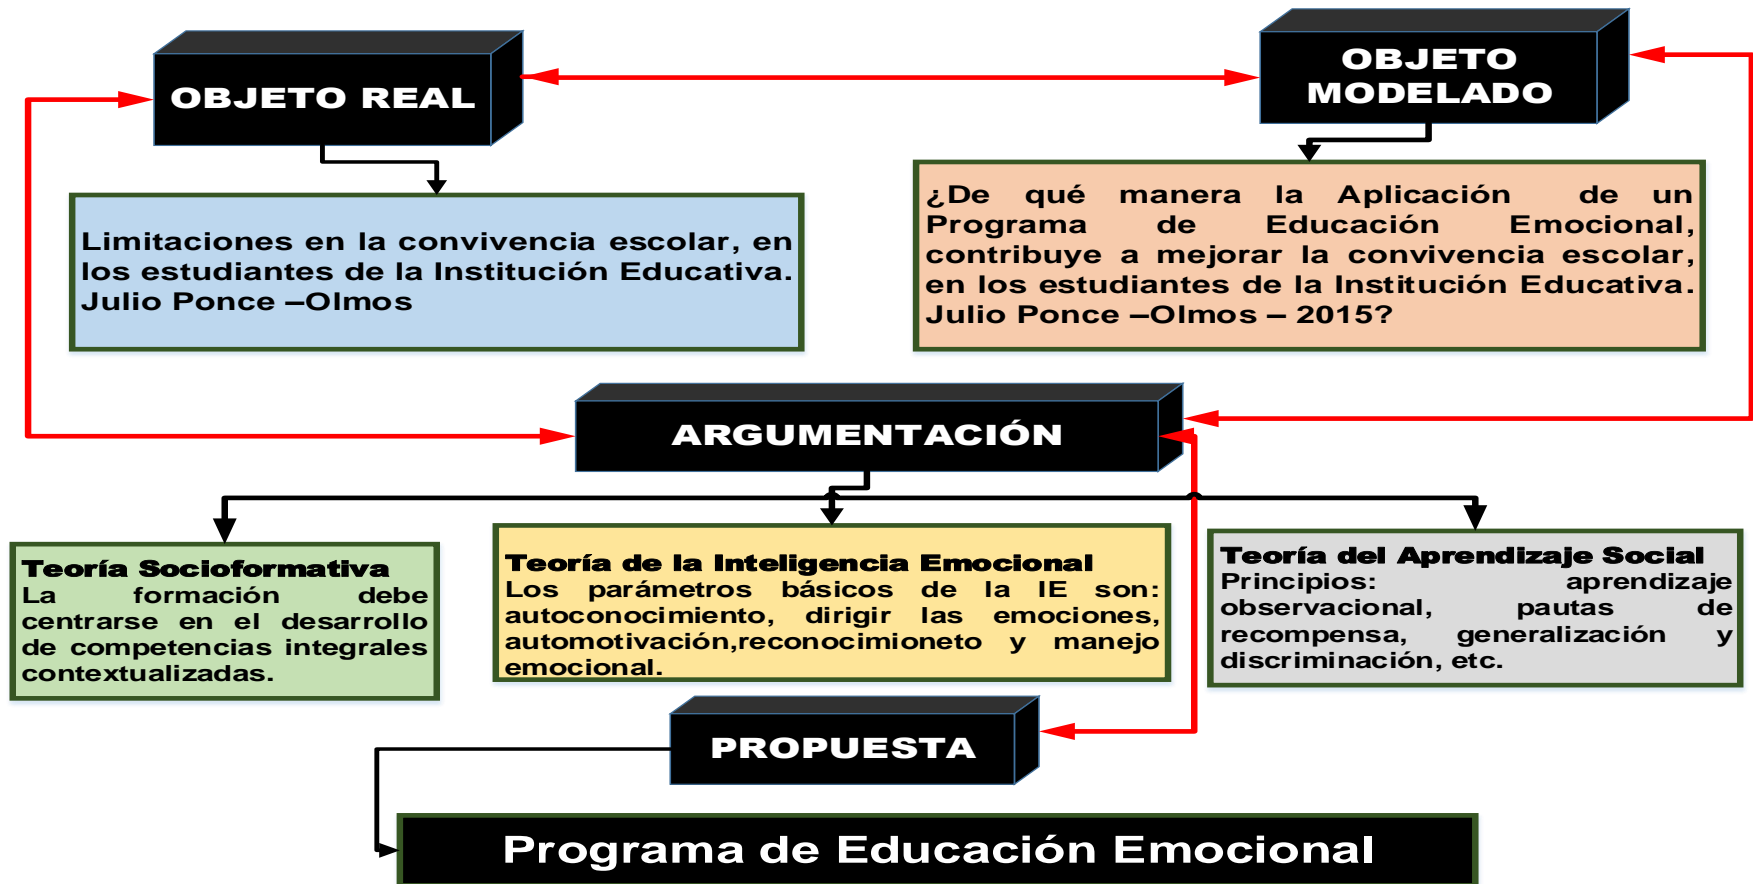 OBJETO REAL
OBJETO
MODELADO
Limitaciones en la convivencia escolar, en
los estudiantes de la Institución Educativa.
Julio Ponce –Olmos
¿De qué manera la Aplicación de un
Programa de Educación Emocional,
contribuye a mejorar la convivencia escolar,
en los estudiantes de la Institución Educativa.
Julio Ponce –Olmos – 2015?
ARGUMENTACIÓN
Teoría Socioformativa
La formación debe
centrarse en el desarrollo
de competencias integrales
contextualizadas.
Teoría de la Inteligencia Emocional
Los parámetros básicos de la IE son:
autoconocimiento, dirigir las emociones,
automotivación,reconocimioneto y manejo
emocional.
Teoría del Aprendizaje Social
Principios: aprendizaje
observacional, pautas de
recompensa, generalización y
discriminación, etc.
PROPUESTA
Programa de Educación Emocional